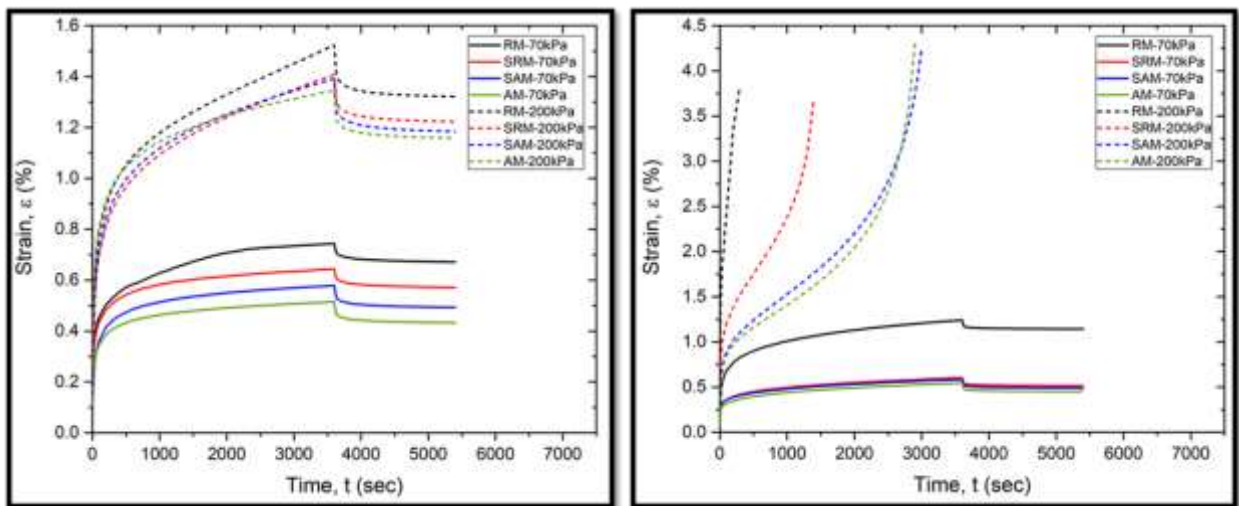 1.6
1.4
1.2
1.0
0.8
0.6
0.4
0.2
0.0
Strain, ε (%)
0 1000 2000 3000 4000 5000 6000 7000
Time, t (sec)
RM-70kPa
SRM-70kPa
SAM-70kPa
AM-70kPa
RM-200kPa
SRM-200kPa
SAM-200kPa
AM-200kPa
4.5
4.0
3.5
3.0
2.5
2.0
1.5
1.0
0.5
0.0
Strain, ε (%)
0 1000 2000 3000 4000 5000 6000 7000
Time, t (sec)
RM-70kPa
SRM-70kPa
SAM-70kPa
AM-70kPa
RM-200kPa
SRM-200kPa
SAM-200kPa
AM-200kPa